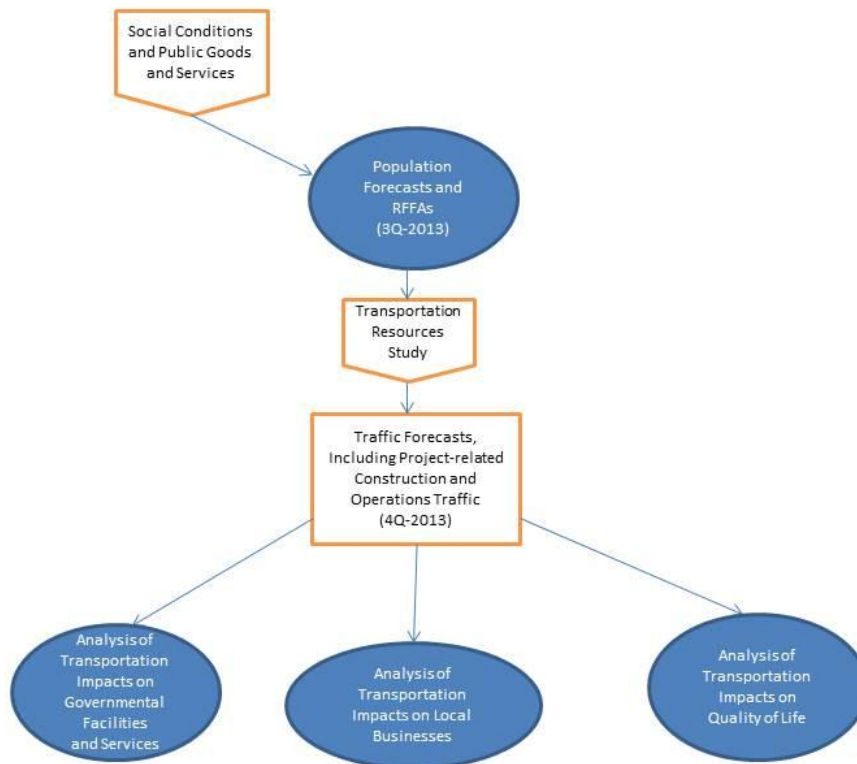 Social Conditions
and Public Goods
and Services
Population
Forecasts and
RFFAs
(3Q-2013)
Transportation
Resources
Study
Traffic Forecasts,
Including Project-related
Construction and
Operations Traffic
(4Q-2013)
Analysis of
Transportation
Impacts on
Governmental
Facilities
and Services
Analysis of
Transportation
Impacts on Local
Businesses
Analysis of
Transportation
Impacts on
Quality of Life